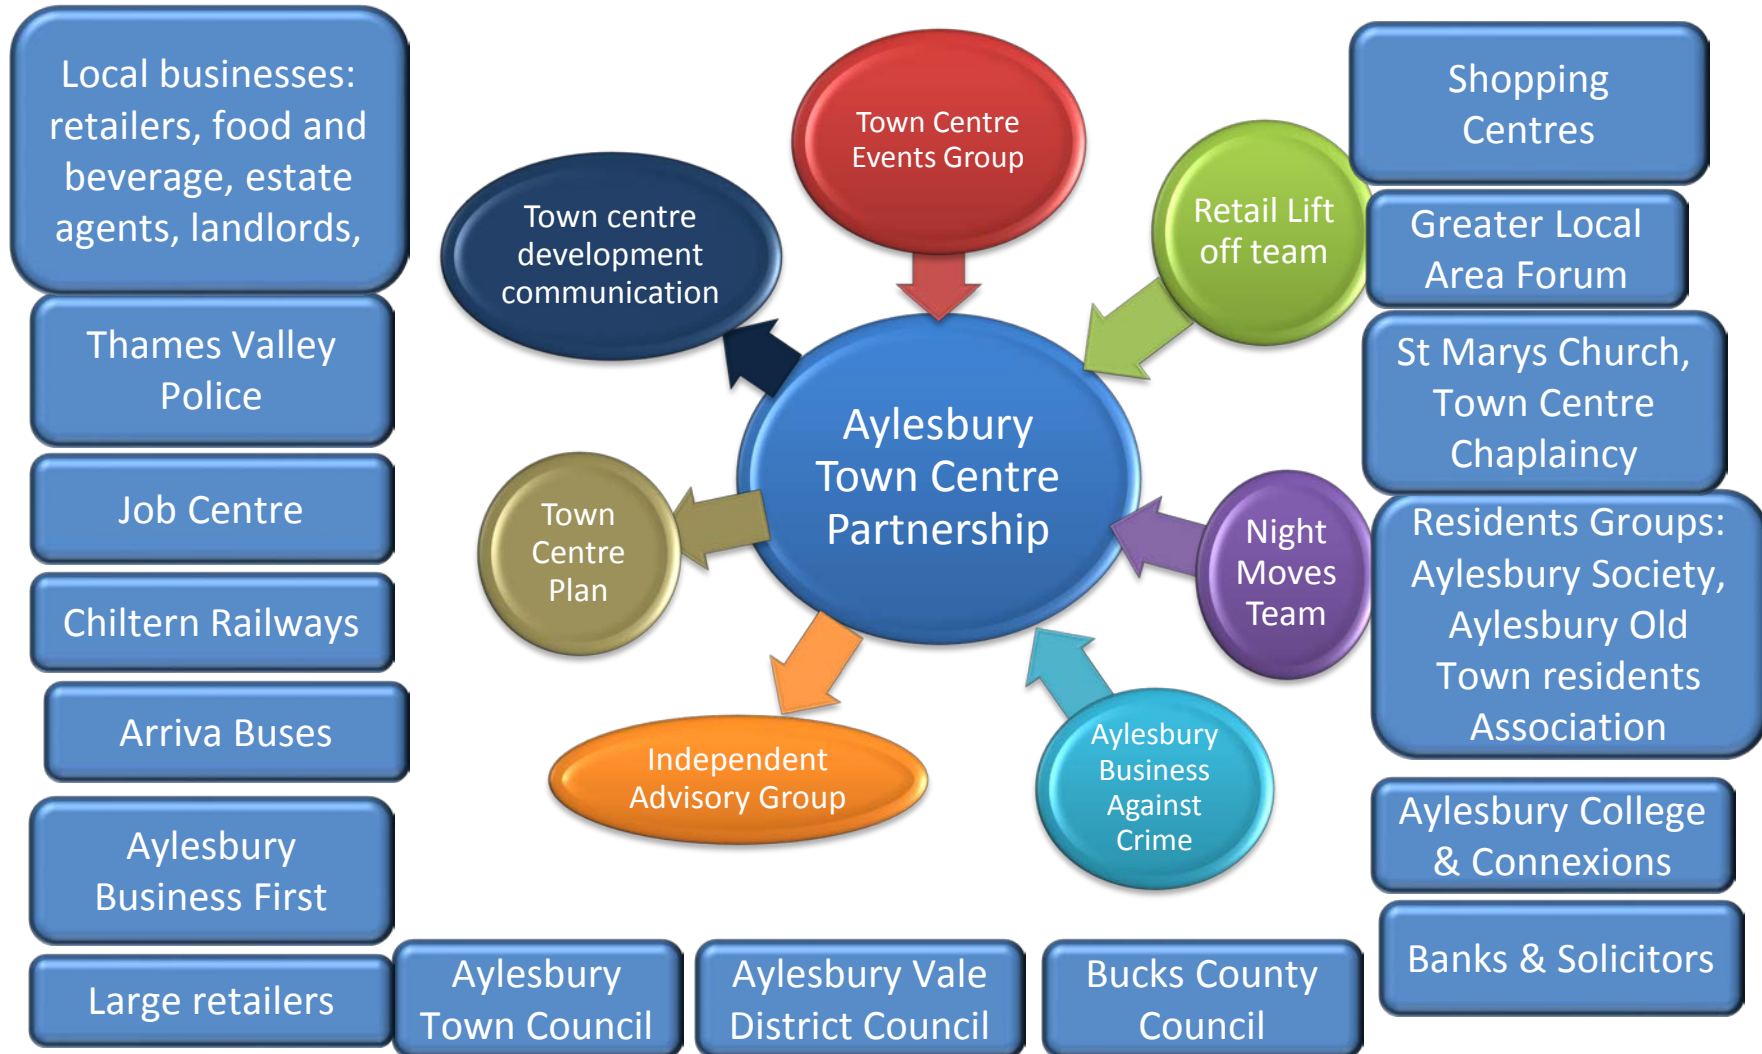 Local businesses:
retailers, food and
beverage, estate
agents, landlords,
Thames Valley
Police
Job Centre
Chiltern Railways
Arriva Buses
Aylesbury
Business First
Large retailers
Town Centre
Events Group
Town centre
development
communication
Retail Lift
off team
Aylesbury
Town Centre
Partnership
Town
Centre
Plan
Night
Moves
Team
Independent
Advisory Group
Aylesbury
Business
Against
Crime
Aylesbury
Town Council
Aylesbury Vale
District Council
Bucks County
Council
Shopping
Centres
Greater Local
Area Forum
St Marys Church,
Town Centre
Chaplaincy
Residents Groups:
Aylesbury Society,
Aylesbury Old
Town residents
Association
Aylesbury College
& Connexions
Banks & Solicitors